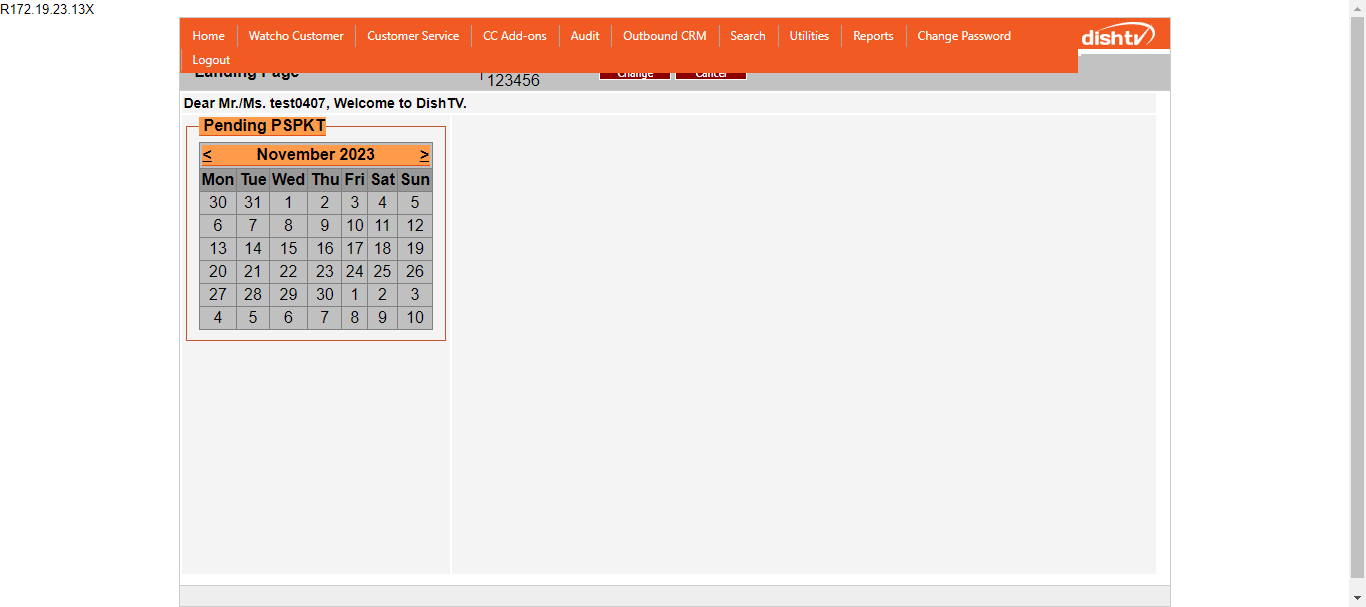 R172.19.23.13X
Home Watcho Customer Customer Service CC Add-ons Audit Outbound CRM Search Utilities Reports Change Password
Logout
dishtv
Landing Page 123456 Change Cancel
Dear Mr./Ms. test0407, Welcome to DishTV.
Pending PSPKT
< November 2023 >
Mon Tue Wed Thu Fri Sat Sun
30 31 1 2 3 4 5
6 7 8 9 10 11 12
13 14 15 16 17 18 19
20 21 22 23 24 25 26
27 28 29 30 1 2 3
4 5 6 7 8 9 10